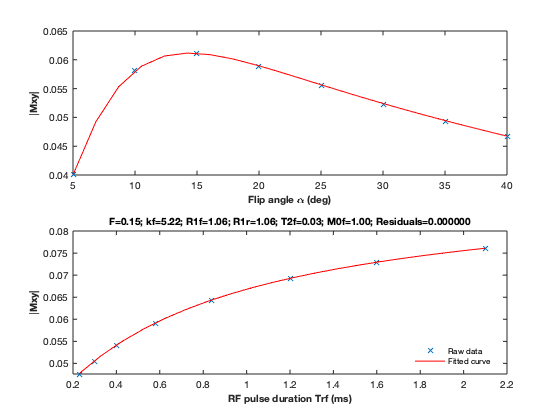 0.065
0.06
0.055
0.05
0.045
0.04
|Mxy|
5 10 15 20 25 30 35 40
Flip angle α (deg)
F=0.15; kf=5.22; R1f=1.06; R1r=1.06; T2f=0.03; M0f=1.00; Residuals=0.000000
0.08
0.075
0.07
0.065
0.06
0.055
0.05
|Mxy|
Raw data
Fitted curve
0.2 0.4 0.6 0.8 1 1.2 1.4 1.6 1.8 2 2.2
RF pulse duration Trf (ms)